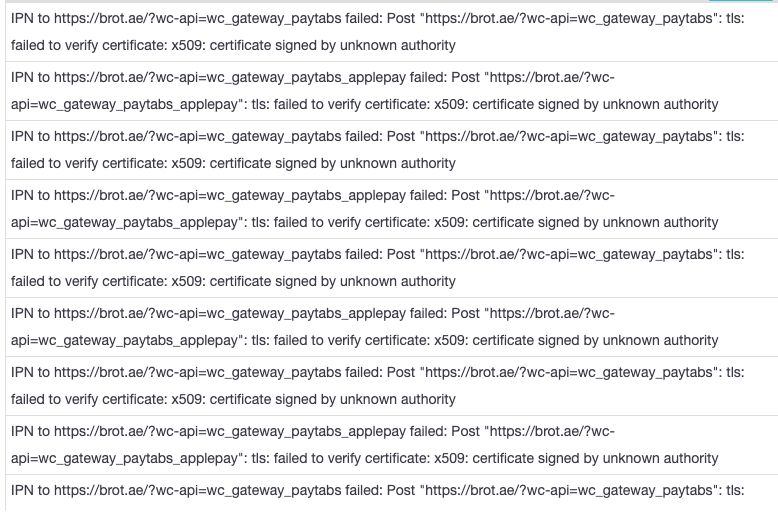 IPN to https://brot.ae/?wc-api=wc_gateway_paytabs failed: Post "https://brot.ae/?wc-api=wc_gateway_paytabs": tls:
failed to verify certificate: x509: certificate signed by unknown authority
IPN to https://brot.ae/?wc-api=wc_gateway_paytabs_applepay failed: Post "https://brot.ae/?wc-
api=wc_gateway_paytabs_applepay": tls: failed to verify certificate: x509: certificate signed by unknown authority
IPN to https://brot.ae/?wc-api=wc_gateway_paytabs failed: Post "https://brot.ae/?wc-api=wc_gateway_paytabs": tls:
failed to verify certificate: x509: certificate signed by unknown authority
IPN to https://brot.ae/?wc-api=wc_gateway_paytabs_applepay failed: Post "https://brot.ae/?wc-
api=wc_gateway_paytabs_applepay": tls: failed to verify certificate: x509: certificate signed by unknown authority
IPN to https://brot.ae/?wc-api=wc_gateway_paytabs failed: Post "https://brot.ae/?wc-api=wc_gateway_paytabs": tls:
failed to verify certificate: x509: certificate signed by unknown authority
IPN to https://brot.ae/?wc-api=wc_gateway_paytabs_applepay failed: Post "https://brot.ae/?wc-
api=wc_gateway_paytabs_applepay": tls: failed to verify certificate: x509: certificate signed by unknown authority
IPN to https://brot.ae/?wc-api=wc_gateway_paytabs failed: Post "https://brot.ae/?wc-api=wc_gateway_paytabs": tls:
failed to verify certificate: x509: certificate signed by unknown authority
IPN to https://brot.ae/?wc-api=wc_gateway_paytabs_applepay failed: Post "https://brot.ae/?wc-
api=wc_gateway_paytabs_applepay": tls: failed to verify certificate: x509: certificate signed by unknown authority
IPN to https://brot.ae/?wc-api=wc_gateway_paytabs failed: Post "https://brot.ae/?wc-api=wc_gateway_paytabs": tls: